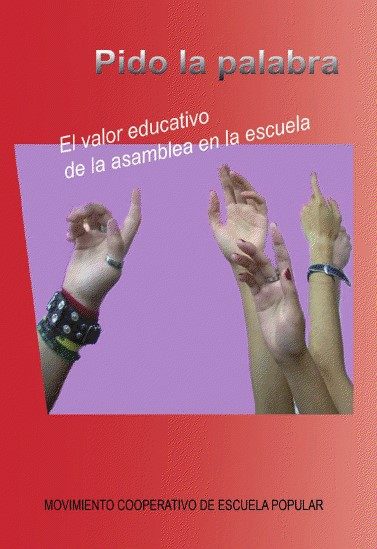 Pido la palabra
El valor educativo
de la asamblea en la escuela
MOVIMIENTO COOPERATIVO DE ESCUELA POPULAR